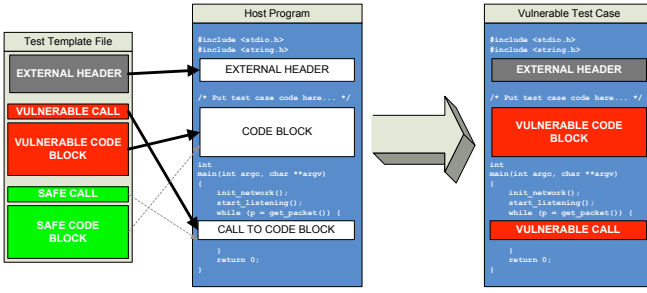 Test Template File
EXTERNAL HEADER
VULNERABLE CALL
VULNERABLE CODE
BLOCK
SAFE CALL
SAFE CODE
BLOCK
Host Program
#include <stdio.h>
#include <string.h>
EXTERNAL HEADER
/* Put test case code here... */
CODE BLOCK
int
main(int argc, char **argv)
{
init_network();
start_listening();
while (p = get_packet()) {
CALL TO CODE BLOCK
}
return 0;
}
Vulnerable Test Case
#include <stdio.h>
#include <string.h>
EXTERNAL HEADER
/* Put test case code here... */
VULNERABLE CODE
BLOCK
int
main(int argc, char **argv)
{
init_network();
start_listening();
while (p = get_packet()) {
VULNERABLE CALL
}
return 0;
}